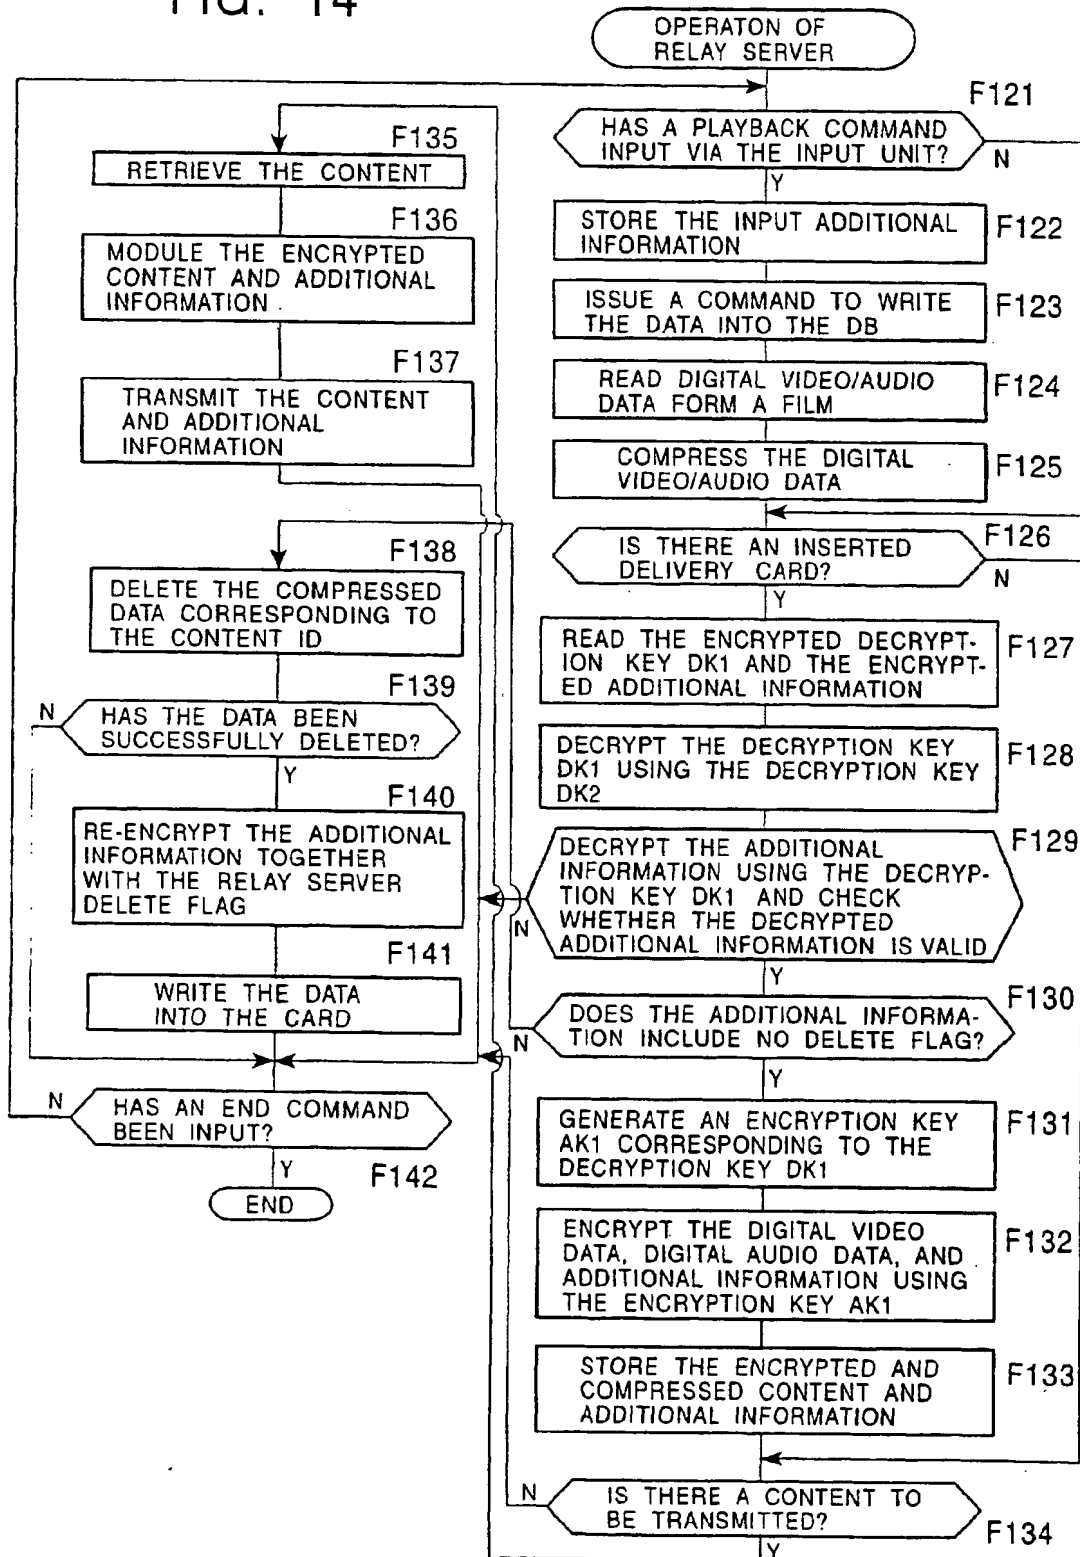 FIG. 14
OPERATON OF
RELAY SERVER
F121
HAS A PLAYBACK COMMAND
INPUT VIA THE INPUT UNIT?
N
Y
STORE THE INPUT ADDITIONAL
INFORMATION
F122
ISSUE A COMMAND TO WRITE
THE DATA INTO THE DB
F123
READ DIGITAL VIDEO/AUDIO
DATA FORM A FILM
F124
COMPRESS THE DIGITAL
VIDEO/AUDIO DATA
F125
F126
IS THERE AN INSERTED
DELIVERY CARD?
N
Y
READ THE ENCRYPTED DECRYPT-
ION KEY DK1 AND THE ENCRYPT-
ED ADDITIONAL INFORMATION
F127
DECRYPT THE DECRYPTION KEY
DK1 USING THE DECRYPTION KEY
DK2
F128
F129
DECRYPT THE ADDITIONAL
INFORMATION USING THE DECRYP-
TION KEY DK1 AND CHECK
WHETHER THE DECRYPTED
ADDITIONAL INFORMATION IS VALID
N
Y
F130
DOES THE ADDITIONAL INFORMA-
TION INCLUDE NO DELETE FLAG?
N
Y
GENERATE AN ENCRYPTION KEY
AK1 CORRESPONDING TO THE
DECRYPTION KEY DK1
F131
ENCRYPT THE DIGITAL VIDEO
DATA, DIGITAL AUDIO DATA, AND
ADDITIONAL INFORMATION USING
THE ENCRYPTION KEY AK1
F132
STORE THE ENCRYPTED AND
COMPRESSED CONTENT AND
ADDITIONAL INFORMATION
F133
N
IS THERE A CONTENT TO
BE TRANSMITTED?
F134
Y
F135
RETRIEVE THE CONTENT
F136
MODULE THE ENCRYPTED
CONTENT AND ADDITIONAL
INFORMATION
F137
TRANSMIT THE CONTENT
AND ADDITIONAL
INFORMATION
F138
DELETE THE COMPRESSED
DATA CORRESPONDING TO
THE CONTENT ID
F139
N
HAS THE DATA BEEN
SUCCESSFULLY DELETED?
Y
F140
RE-ENCRYPT THE ADDITIONAL
INFORMATION TOGETHER
WITH THE RELAY SERVER
DELETE FLAG
F141
WRITE THE DATA
INTO THE CARD
N
HAS AN END COMMAND
BEEN INPUT?
Y
F142
END